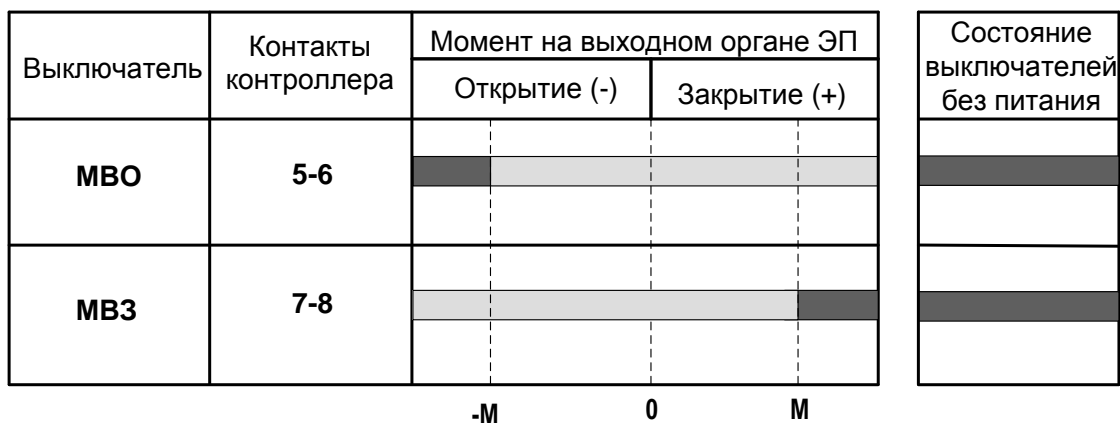 Выключатель
Контакты
контроллера
Момент на выходном органе ЭП
Открытие (-)
Закрытие (+)
Состояние
выключателей
без питания
МВО
5-6
МВЗ
7-8
-М
0
М